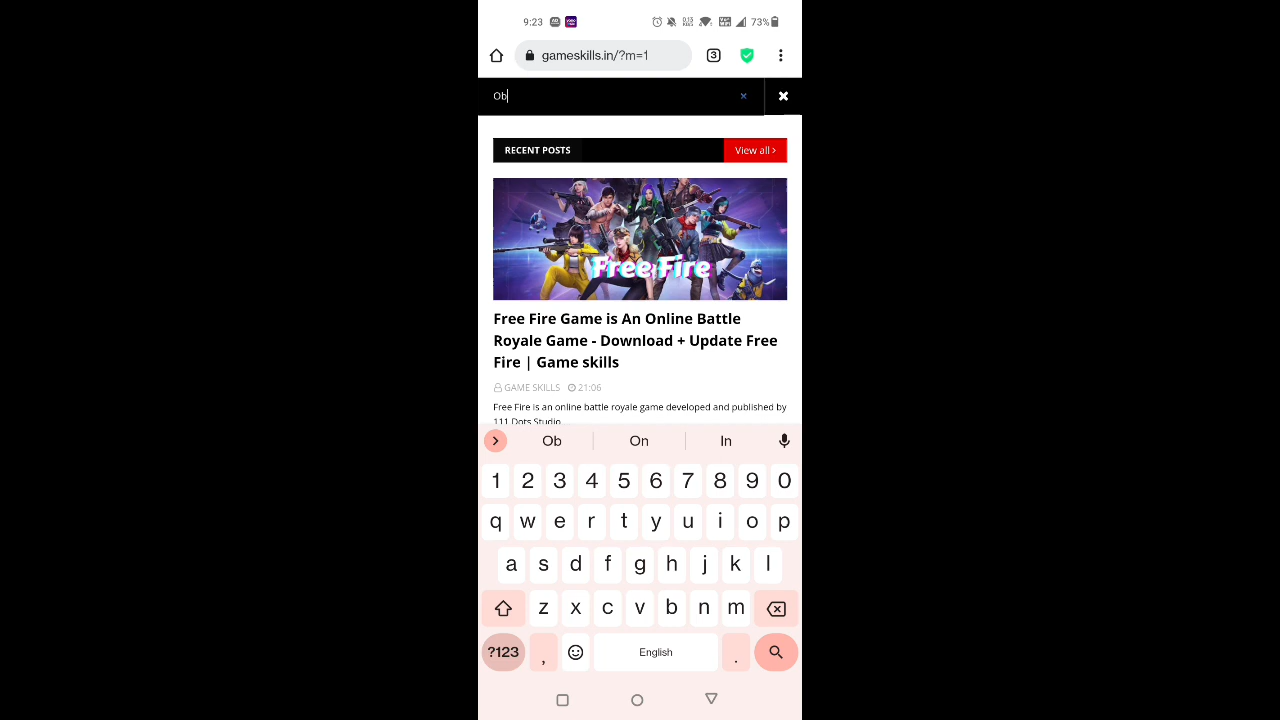 9:23 73%
gameskills.in/?m=1 3
Ob
RECENT POSTS View all
Free Fire
Free Fire Game is An Online Battle
Royale Game - Download + Update Free
Fire | Game skills
GAME SKILLS 21:06
Free Fire is an online battle royale game developed and published by
111 Dots Studio
Ob On In
1 2 3 4 5 6 7 8 9 0
q w e r t y u i o p
a s d f g h j k l
z x c v b n m
?123 , English .